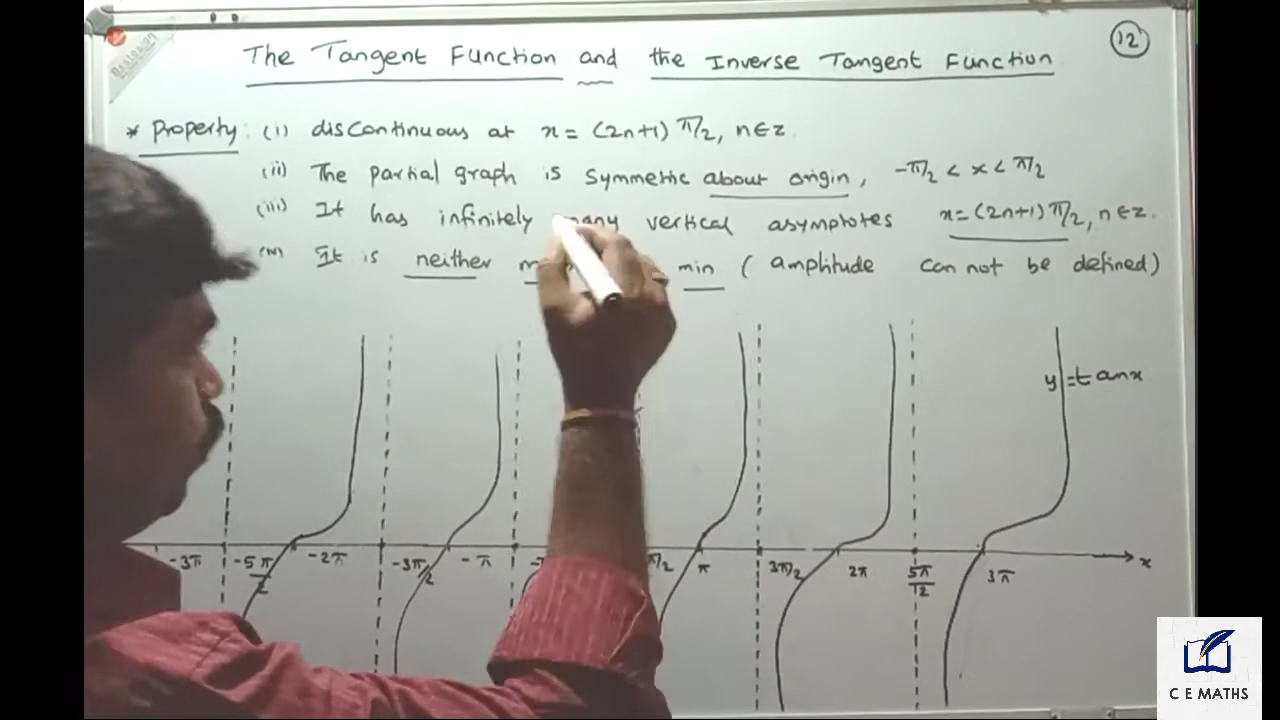 The Tangent Function and the Inverse Tangent Function
12
* Property: (i) discontinuous at x = (2n+1) π/2, n∈z.
(ii) The partial graph is symmetric about origin, -π/2 < x < π/2
(iii) It has infinitely many vertical asymptotes x = (2n+1) π/2, n∈z.
(iv) It is neither min (amplitude can not be defined)
y = tan x
-3π -5π/2 -2π -3π/2 -π π/2 π 3π/2 2π 5π/2 3π x
C E MATHS